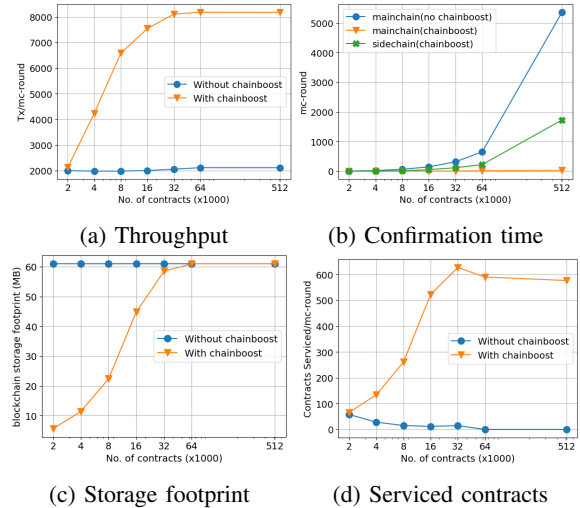 8000
7000
6000
5000
4000
3000
2000
Tx/mc-round
Without chainboost
With chainboost
2 4 8 16 32 64 512
No. of contracts (x1000)
(a) Throughput
5000
4000
3000
2000
1000
0
mc-round
mainchain(no chainboost)
mainchain(chainboost)
sidechain(chainboost)
2 4 8 16 32 64 512
No. of contracts (x1000)
(b) Confirmation time
60
50
40
30
20
10
blockchain storage footprint (MB)
Without chainboost
With chainboost
2 4 8 16 32 64 512
No. of contracts (x1000)
(c) Storage footprint
600
500
400
300
200
100
0
Contracts Serviced/mc-round
Without chainboost
With chainboost
2 4 8 16 32 64 512
No. of contracts (x1000)
(d) Serviced contracts